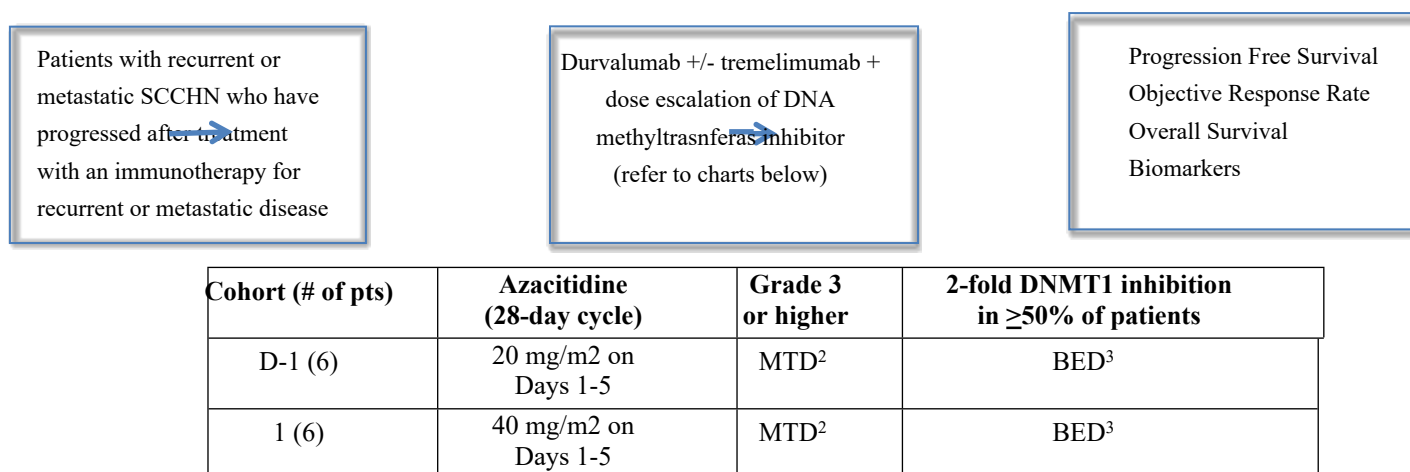 Patients with recurrent or
metastatic SCCHN who have
progressed after treatment
with an immunotherapy for
recurrent or metastatic disease
Durvalumab +/- tremelimumab +
dose escalation of DNA
methyltrasnferas inhibitor
(refer to charts below)
Progression Free Survival
Objective Response Rate
Overall Survival
Biomarkers
Cohort (# of pts)
Azacitidine
(28-day cycle)
Grade 3
or higher
2-fold DNMT1 inhibition
in ≥50% of patients
D-1 (6)
20 mg/m2 on
Days 1-5
MTD²
BED³
1 (6)
40 mg/m2 on
Days 1-5
MTD²
BED³